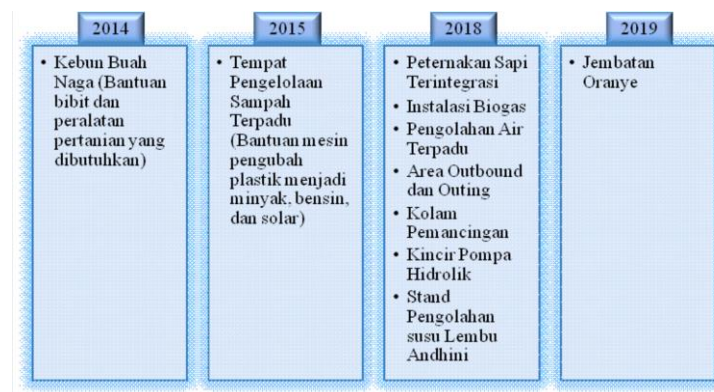 2014
• Kebun Buah
Naga (Bantuan
bibit dan
peralatan
pertanian yang
dibutuhkan)
2015
• Tempat
Pengelolaan
Sampah
Terpadu
(Bantuan mesin
pengubah
plastik menjadi
minyak, bensin,
dan solar)
2018
• Peternakan Sapi
Terintegrasi
• Instalasi Biogas
• Pengolahan Air
Terpadu
• Area Outbound
dan Outing
• Kolam
Pemancingan
• Kincir Pompa
Hidrolik
• Stand
Pengolahan
susu Lembu
Andhini
2019
• Jembatan
Oranye